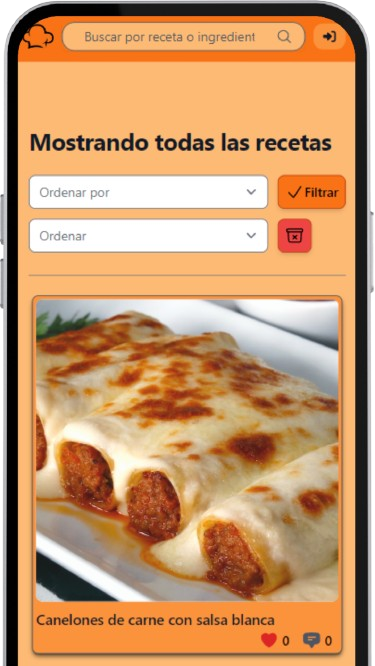 Buscar por receta o ingredient
Mostrando todas las recetas
Ordenar por
Filtrar
Ordenar
Canelones de carne con salsa blanca
0 0